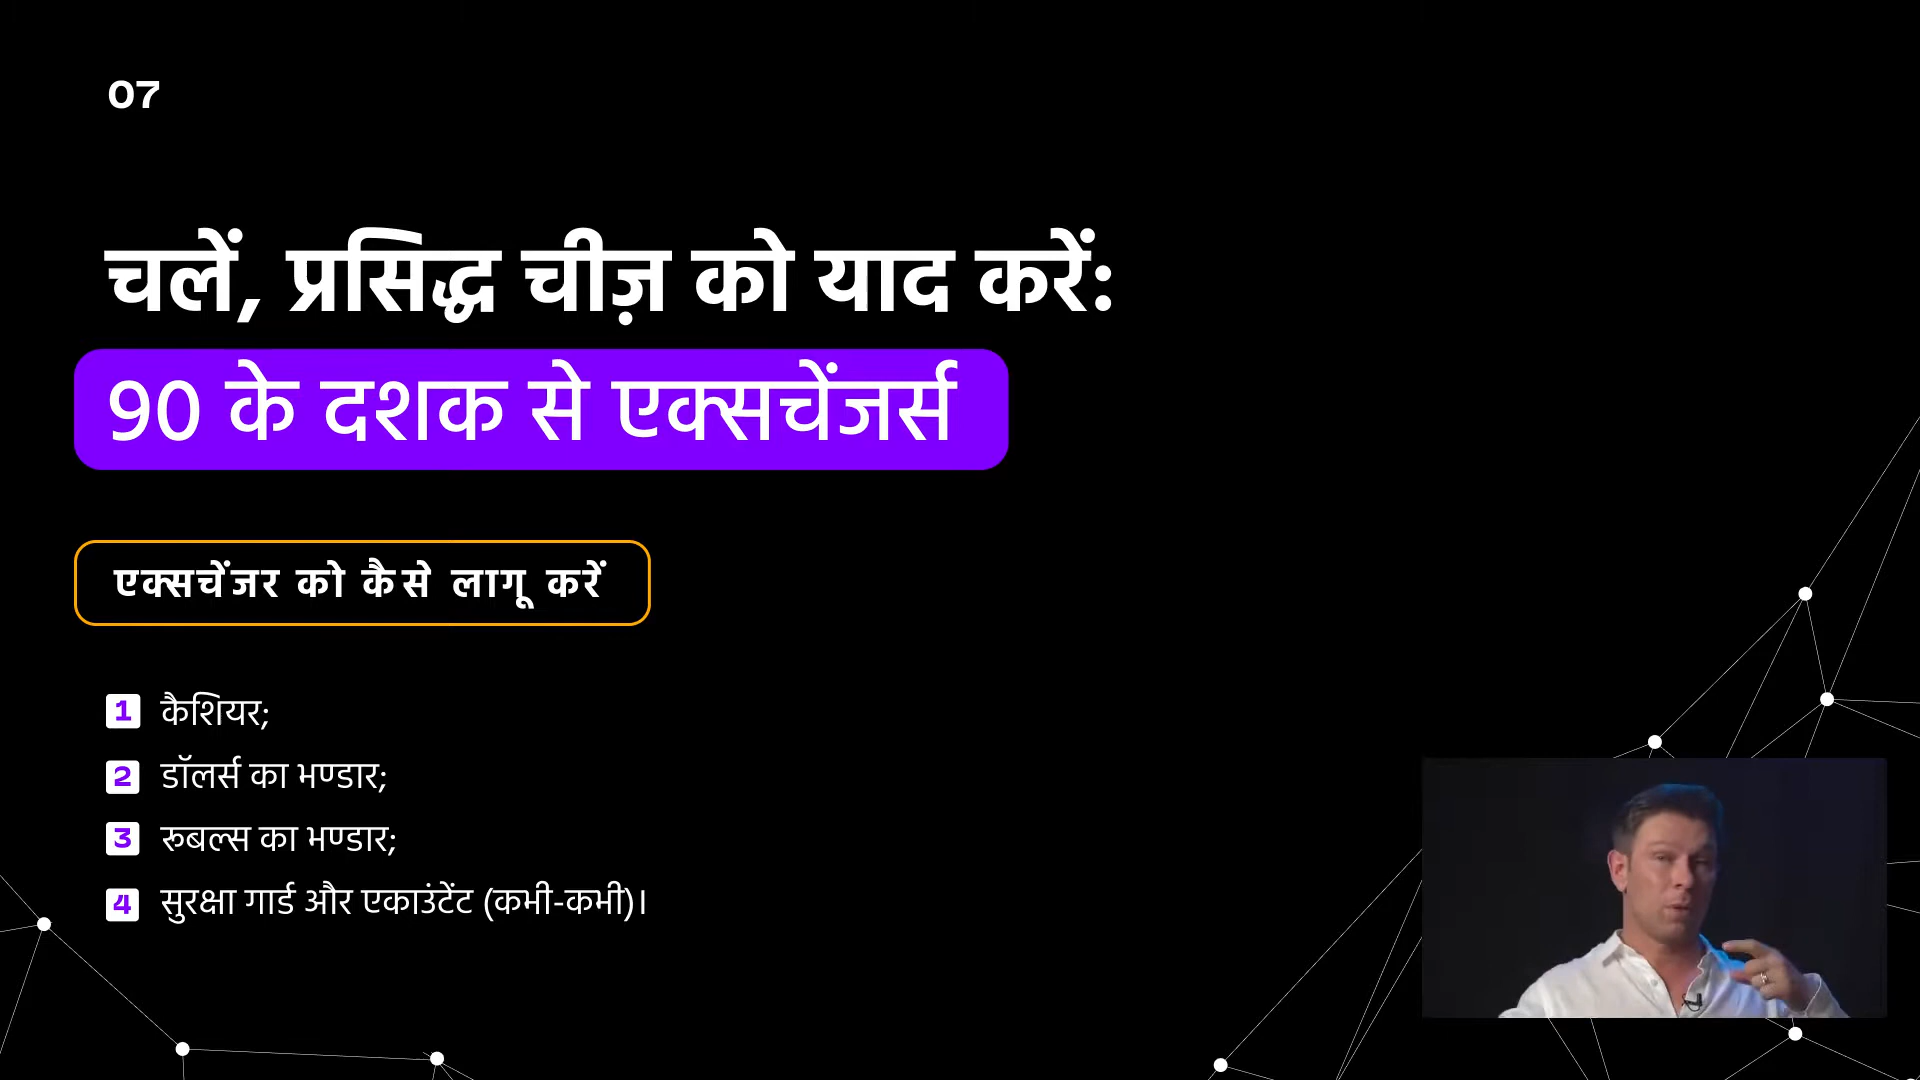 07
चलें, प्रसिद्ध चीज़ को याद करें:
90 के दशक से एक्सचेंजर्स
एक्सचेंजर को कैसे लागू करें
1 कैशियर;
2 डॉलर्स का भण्डार;
3 रूबल्स का भण्डार;
4 सुरक्षा गार्ड और एकाउंटेंट (कभी-कभी)।